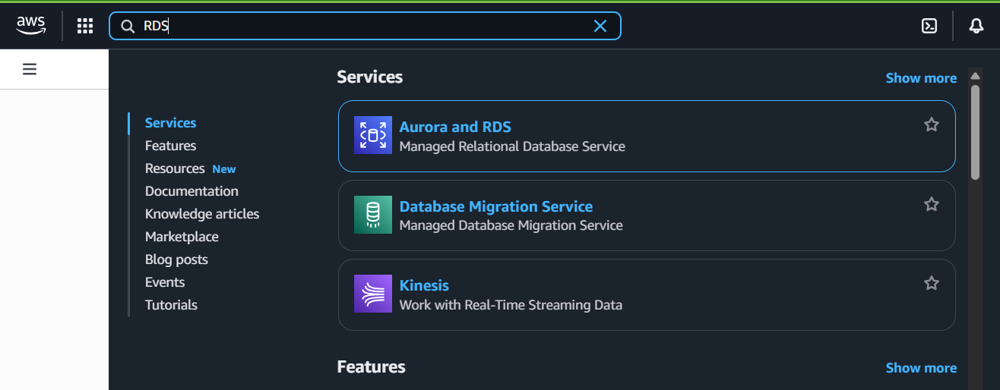 aws
RDS
Services
Features
Resources New
Documentation
Knowledge articles
Marketplace
Blog posts
Events
Tutorials
Services
Show more
Aurora and RDS
Managed Relational Database Service
Database Migration Service
Managed Database Migration Service
Kinesis
Work with Real-Time Streaming Data
Features
Show more